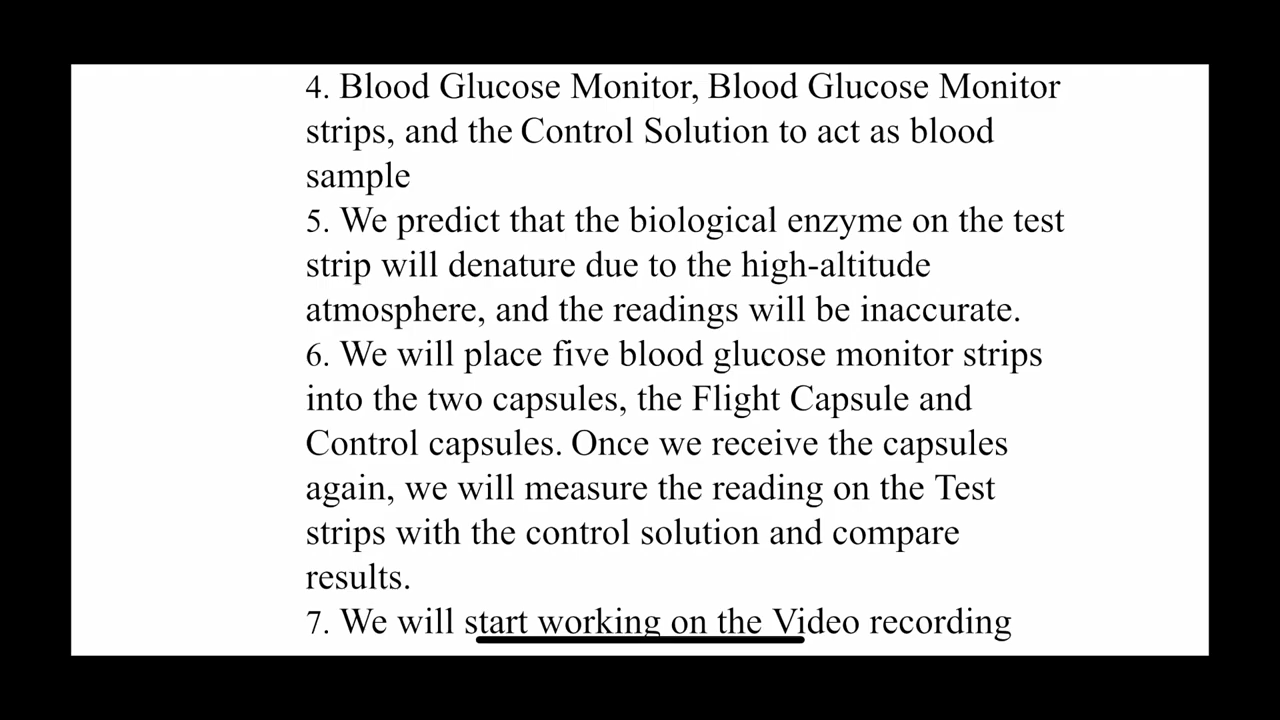 4. Blood Glucose Monitor, Blood Glucose Monitor
strips, and the Control Solution to act as blood
sample
5. We predict that the biological enzyme on the test
strip will denature due to the high-altitude
atmosphere, and the readings will be inaccurate.
6. We will place five blood glucose monitor strips
into the two capsules, the Flight Capsule and
Control capsules. Once we receive the capsules
again, we will measure the reading on the Test
strips with the control solution and compare
results.
7. We will start working on the Video recording